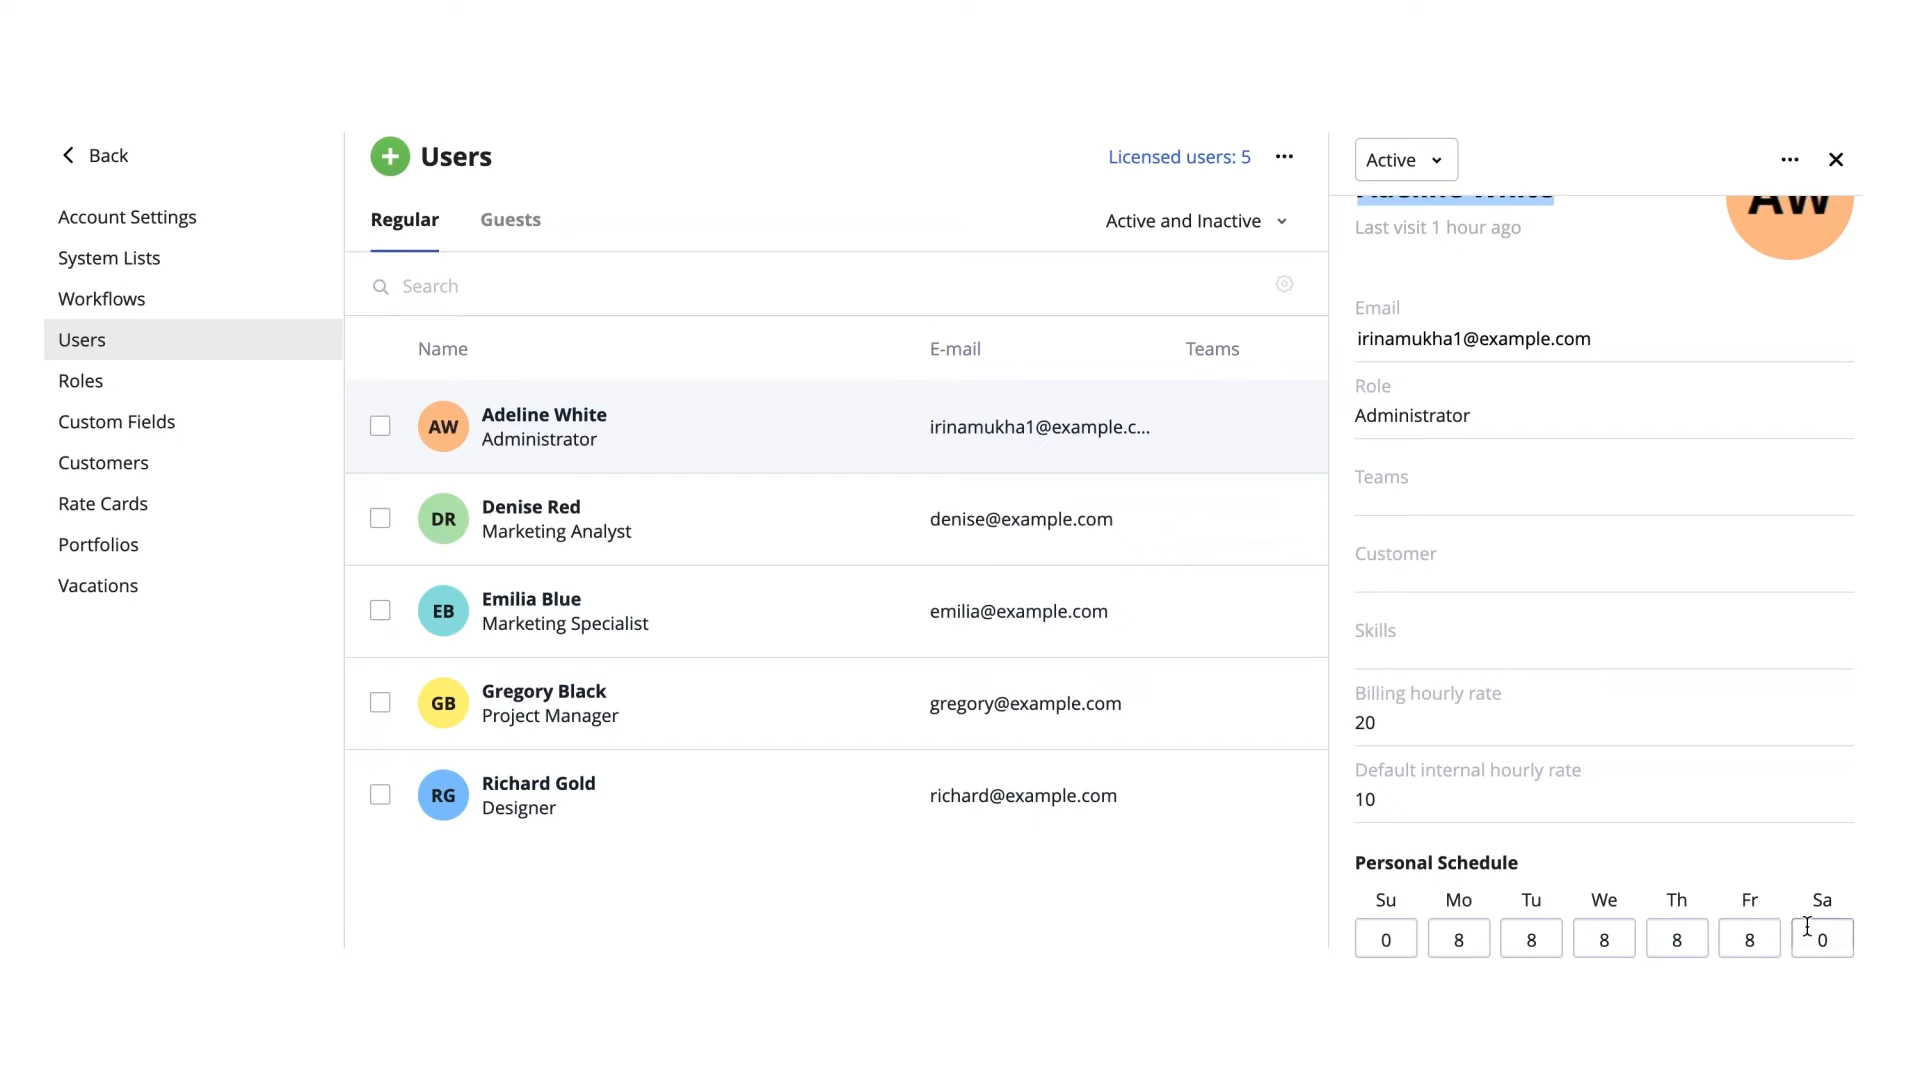 Back
Account Settings
System Lists
Workflows
Users
Roles
Custom Fields
Customers
Rate Cards
Portfolios
Vacations
Users
Licensed users: 5
Regular
Guests
Active and Inactive
Search
Name
E-mail
Teams
AW
Adeline White
Administrator
irinamukha1@example.c...
DR
Denise Red
Marketing Analyst
denise@example.com
EB
Emilia Blue
Marketing Specialist
emilia@example.com
GB
Gregory Black
Project Manager
gregory@example.com
RG
Richard Gold
Designer
richard@example.com
Active
Adeline White
AW
Last visit 1 hour ago
Email
irinamukha1@example.com
Role
Administrator
Teams
Customer
Skills
Billing hourly rate
20
Default internal hourly rate
10
Personal Schedule
Su Mo Tu We Th Fr Sa
0 8 8 8 8 8 0